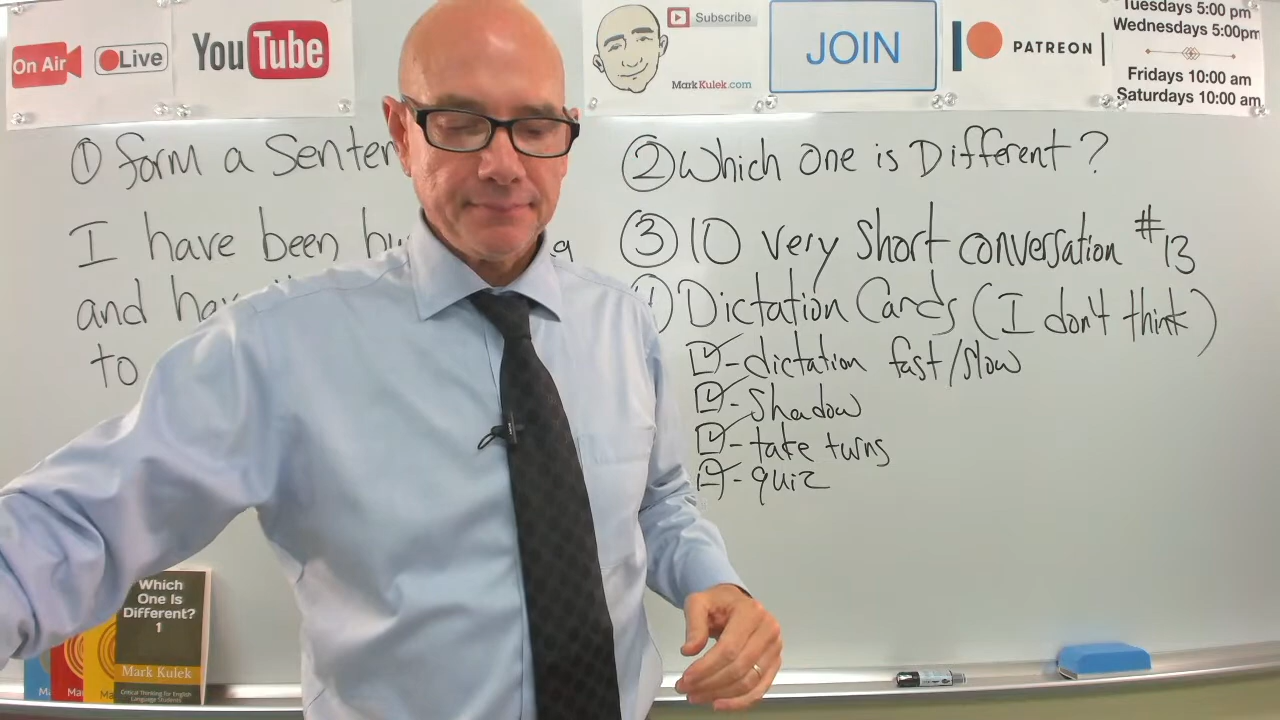 On Air
Live
YouTube
Subscribe
MarkKulek.com
JOIN
PATREON
Tuesdays 5:00 pm
Wednesdays 5:00pm
Fridays 10:00 am
Saturdays 10:00 am
① form a Senten
I have been
and
to
② Which One is Different?
③ 10 very Short conversation #13
Dictation Cards (I don't think)
- dictation fast/slow
- Shadow
- take turns
- quiz
Which
One Is
Different?
1
Mark Kulek
Critical Thinking for English
Language Students